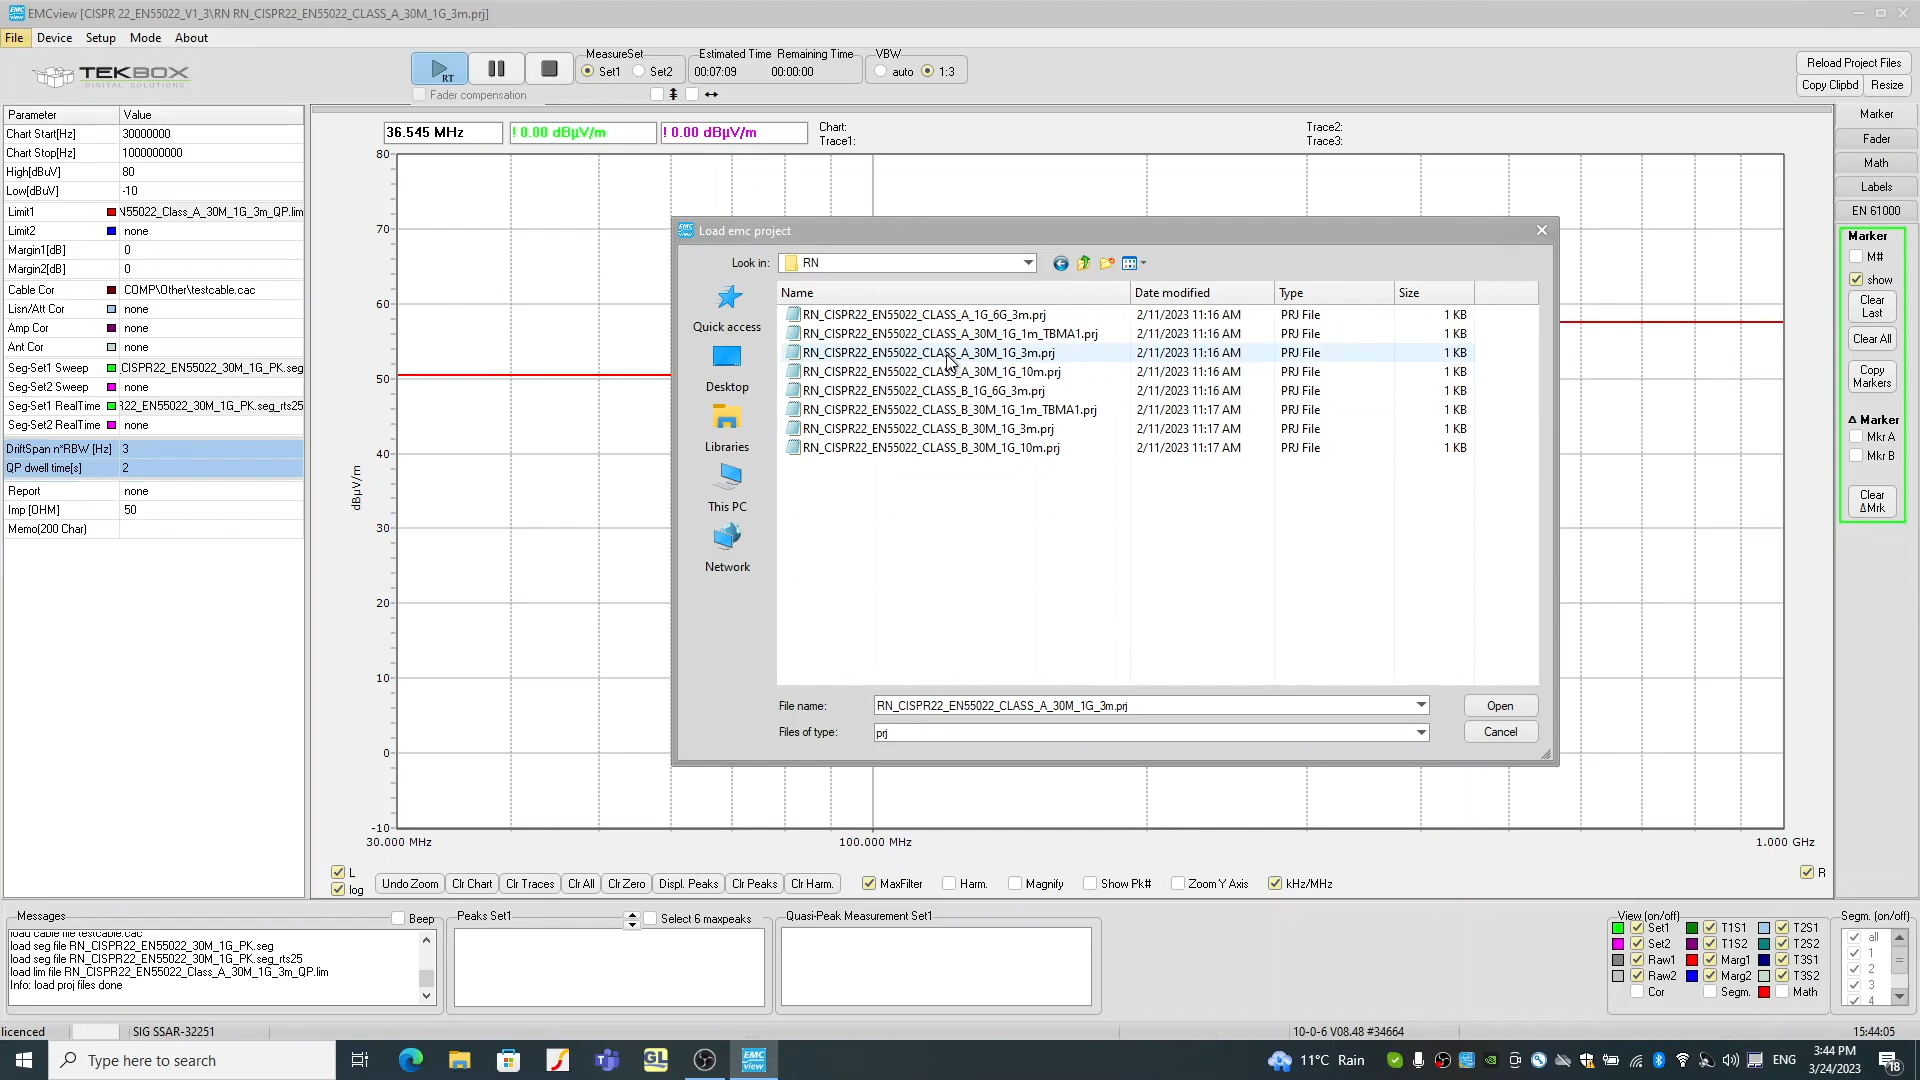 EMCview [CISPR 22_EN55022_V1_3\RN RN_CISPR22_EN55022_CLASS_A_30M_1G_3m.prj]
File Device Setup Mode About
TEKBOX
DIGITAL SOLUTIONS
RT
MeasureSet
Set1 Set2
Estimated Time Remaining Time
00:07:09 00:00:00
VBW
auto 1:3
Fader compensation
Reload Project Files
Copy Clipbd Resize
Parameter Value
Chart Start[Hz] 30000000
Chart Stop[Hz] 1000000000
High[dBuV] 80
Low[dBuV] -10
Limit1 N55022_Class_A_30M_1G_3m_QP.lim
Limit2 none
Margin1[dB] 0
Margin2[dB] 0
Cable Cor COMP\Other\testcable.cac
Lisn/Att Cor none
Amp Cor none
Ant Cor none
Seg-Set1 Sweep CISPR22_EN55022_30M_1G_PK.seg
Seg-Set2 Sweep none
Seg-Set1 RealTime 22_EN55022_30M_1G_PK.seg_rts25
Seg-Set2 RealTime none
DriftSpan n*RBW [Hz] 3
QP dwell time[s] 2
Report none
Imp [OHM] 50
Memo(200 Char)
36.545 MHz
! 0.00 dBµV/m
! 0.00 dBµV/m
Chart:
Trace1:
Trace2:
Trace3:
80
70
60
50
40
30
20
10
0
-10
dBµV/m
30.000 MHz 100.000 MHz 1.000 GHz
Load emc project
Look in: RN
Quick access
Desktop
Libraries
This PC
Network
Name Date modified Type Size
RN_CISPR22_EN55022_CLASS_A_1G_6G_3m.prj 2/11/2023 11:16 AM PRJ File 1 KB
RN_CISPR22_EN55022_CLASS_A_30M_1G_1m_TBMA1.prj 2/11/2023 11:16 AM PRJ File 1 KB
RN_CISPR22_EN55022_CLASS_A_30M_1G_3m.prj 2/11/2023 11:16 AM PRJ File 1 KB
RN_CISPR22_EN55022_CLASS_A_30M_1G_10m.prj 2/11/2023 11:16 AM PRJ File 1 KB
RN_CISPR22_EN55022_CLASS_B_1G_6G_3m.prj 2/11/2023 11:16 AM PRJ File 1 KB
RN_CISPR22_EN55022_CLASS_B_30M_1G_1m_TBMA1.prj 2/11/2023 11:17 AM PRJ File 1 KB
RN_CISPR22_EN55022_CLASS_B_30M_1G_3m.prj 2/11/2023 11:17 AM PRJ File 1 KB
RN_CISPR22_EN55022_CLASS_B_30M_1G_10m.prj 2/11/2023 11:17 AM PRJ File 1 KB
File name: RN_CISPR22_EN55022_CLASS_A_30M_1G_3m.prj Open
Files of type: prj Cancel
Marker
Fader
Math
Labels
EN 61000
Marker
M#
show
Clear
Last
Clear All
Copy
Markers
Δ Marker
Mkr A
Mkr B
Clear
ΔMrk
L
log
R
Undo Zoom Clr Chart Clr Traces Clr All Clr Zero Displ. Peaks Clr Peaks Clr Harm. MaxFilter Harm. Magnify Show Pk# Zoom Y Axis kHz/MHz
Messages Beep
load cable file testcable.cac
load seg file RN_CISPR22_EN55022_30M_1G_PK.seg
load seg file RN_CISPR22_EN55022_30M_1G_PK.seg_rts25
load lim file RN_CISPR22_EN55022_Class_A_30M_1G_3m_QP.lim
Info: load proj files done
Peaks Set1 Select 6 maxpeaks
Quasi-Peak Measurement Set1
View (on/off)
Set1 T1S1 T2S1
Set2 T1S2 T2S2
Raw1 Marg1 T3S1
Raw2 Marg2 T3S2
Cor Segm. Math
Segm. (on/off)
all
1
2
3
4
licenced SIG SSAR-32251 10-0-6 V08.48 #34664 15:44:05
Type here to search
GL
EMC
view
11°C Rain
ENG
3:44 PM
3/24/2023
18